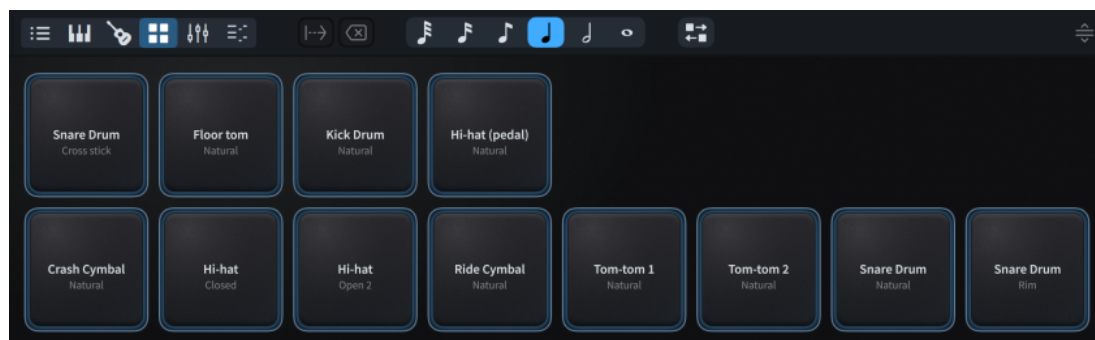 Snare Drum
Cross stick
Floor tom
Natural
Kick Drum
Natural
Hi-hat (pedal)
Natural
Crash Cymbal
Natural
Hi-hat
Closed
Hi-hat
Open 2
Ride Cymbal
Natural
Tom-tom 1
Natural
Tom-tom 2
Natural
Snare Drum
Natural
Snare Drum
Rim